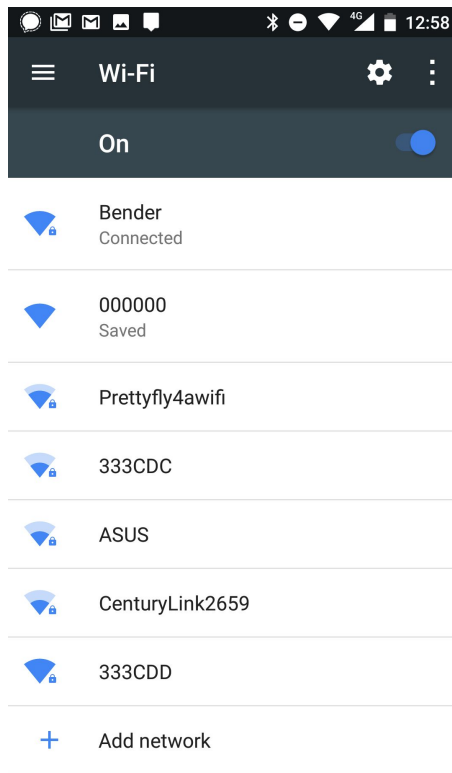 4G 12:58
Wi-Fi
On
Bender
Connected
000000
Saved
Prettyfly4awifi
333CDC
ASUS
CenturyLink2659
333CDD
Add network